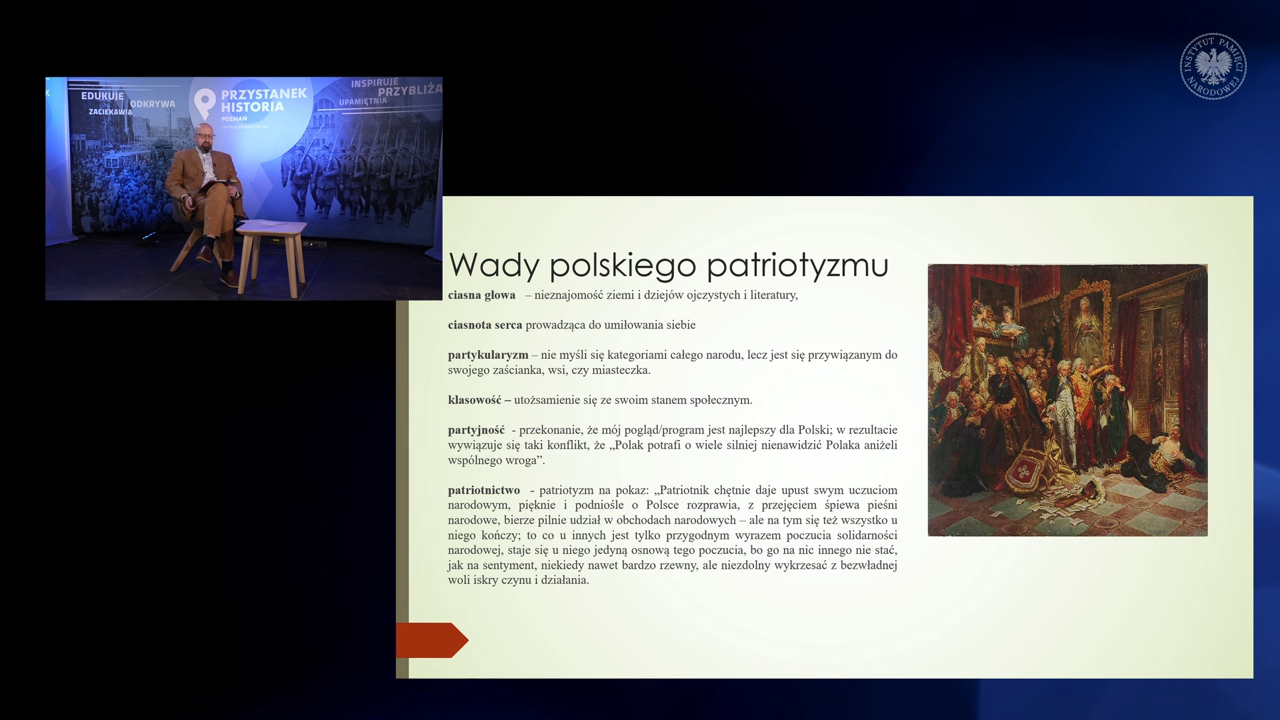 INSTYTUT PAMIĘCI
NARODOWEJ
EDUKUJE
ODKRYWA
ZACIEKAWIA
PRZYSTANEK
HISTORIA
POZNAŃ
INSPIRUJE
PRZYBLIŻA
UPAMIĘTNIA
Wady polskiego patriotyzmu
ciasna głowa – nieznajomość ziemi i dziejów ojczystych i literatury,
ciasnota serca prowadząca do umiłowania siebie
partykularyzm – nie myśli się kategoriami całego narodu, lecz jest się przywiązanym do
swojego zaścianka, wsi, czy miasteczka.
klasowość – utożsamienie się ze swoim stanem społecznym.
partyjność - przekonanie, że mój pogląd/program jest najlepszy dla Polski; w rezultacie
wywiązuje się taki konflikt, że „Polak potrafi o wiele silniej nienawidzić Polaka aniżeli
wspólnego wroga”.
patriotnictwo - patriotyzm na pokaz: „Patriotnik chętnie daje upust swym uczuciom
narodowym, pięknie i podniośle o Polsce rozprawia, z przejęciem śpiewa pieśni
narodowe, bierze pilnie udział w obchodach narodowych – ale na tym się też wszystko u
niego kończy; to co u innych jest tylko przygodnym wyrazem poczucia solidarności
narodowej, staje się u niego jedyną osnową tego poczucia, bo go na nic innego nie stać,
jak na sentyment, niekiedy nawet bardzo rzewny, ale niezdolny wykrzesać z bezwładnej
woli iskry czynu i działania.